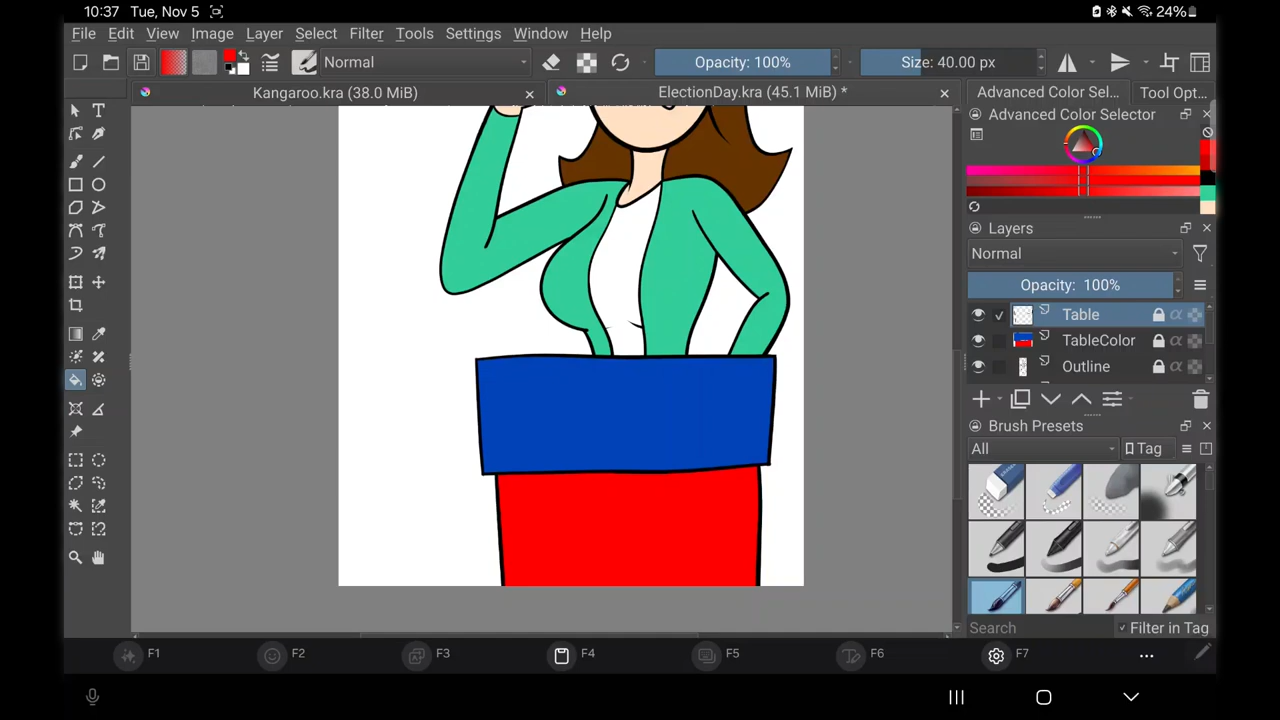 10:37 Tue, Nov 5 24%
File Edit View Image Layer Select Filter Tools Settings Window Help
Normal Opacity: 100% Size: 40.00 px
Kangaroo.kra (38.0 MiB) ElectionDay.kra (45.1 MiB) * Advanced Color Sel... Tool Opt...
Advanced Color Selector
Layers
Normal
Opacity: 100%
Table
TableColor
Outline
Brush Presets
All Tag
Search Filter in Tag
F1 F2 F3 F4 F5 F6 F7